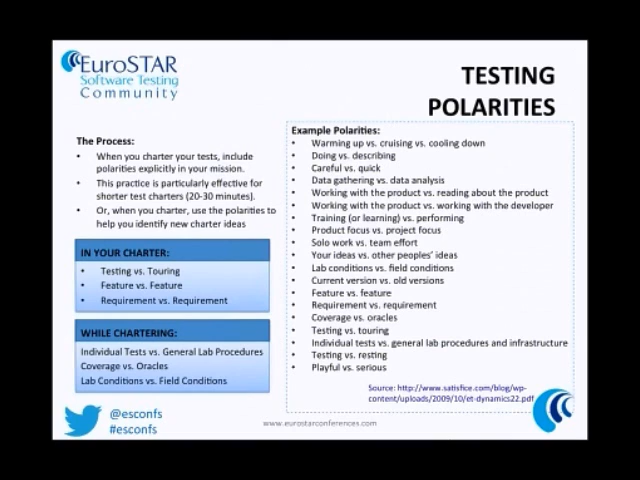 EuroSTAR
Software Testing
Community
TESTING
POLARITIES
The Process:
• When you charter your tests, include
polarities explicitly in your mission.
• This practice is particularly effective for
shorter test charters (20-30 minutes).
• Or, when you charter, use the polarities to
help you identify new charter ideas
IN YOUR CHARTER:
• Testing vs. Touring
• Feature vs. Feature
• Requirement vs. Requirement
WHILE CHARTERING:
Individual Tests vs. General Lab Procedures
Coverage vs. Oracles
Lab Conditions vs. Field Conditions
Example Polarities:
• Warming up vs. cruising vs. cooling down
• Doing vs. describing
• Careful vs. quick
• Data gathering vs. data analysis
• Working with the product vs. reading about the product
• Working with the product vs. working with the developer
• Training (or learning) vs. performing
• Product focus vs. project focus
• Solo work vs. team effort
• Your ideas vs. other peoples' ideas
• Lab conditions vs. field conditions
• Current version vs. old versions
• Feature vs. feature
• Requirement vs. requirement
• Coverage vs. oracles
• Testing vs. touring
• Individual tests vs. general lab procedures and infrastructure
• Testing vs. resting
• Playful vs. serious
Source: http://www.satisfice.com/blog/wp-
content/uploads/2009/10/et-dynamics22.pdf
@esconfs
#esconfs
www.eurostarconferences.com